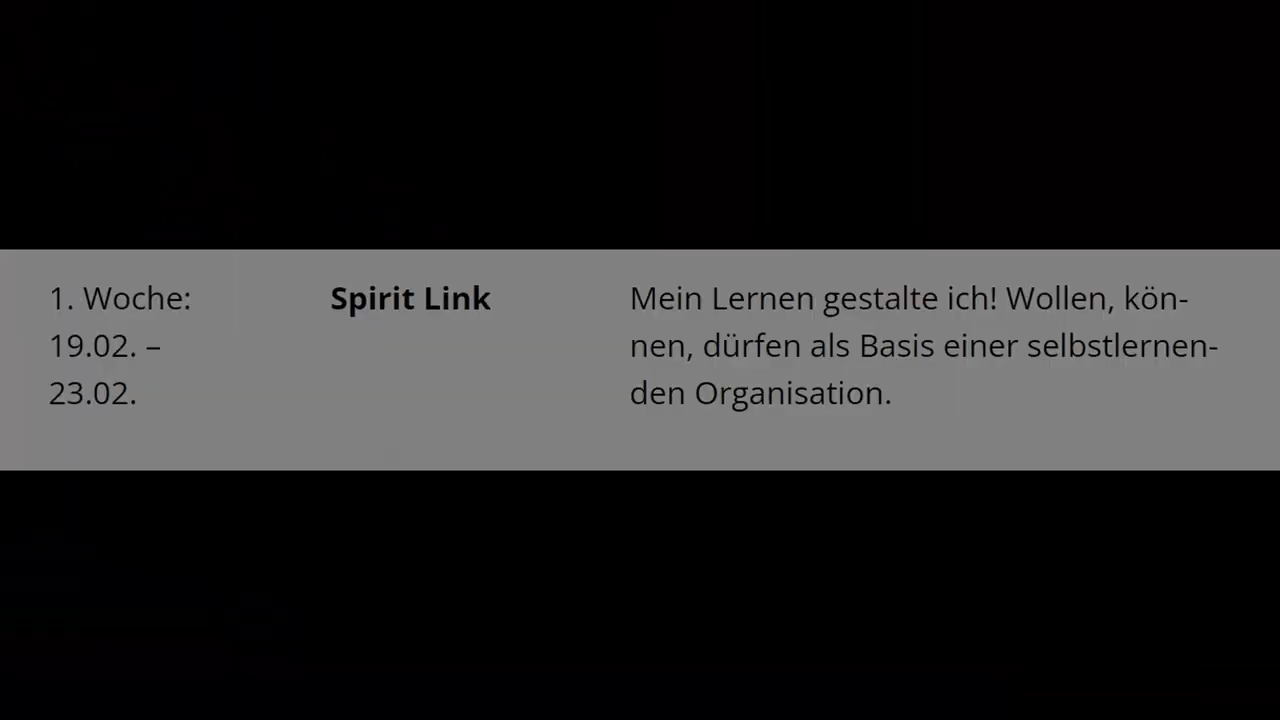 1. Woche:
19.02. –
23.02.
Spirit Link
Mein Lernen gestalte ich! Wollen, kön-
nen, dürfen als Basis einer selbstlernen-
den Organisation.